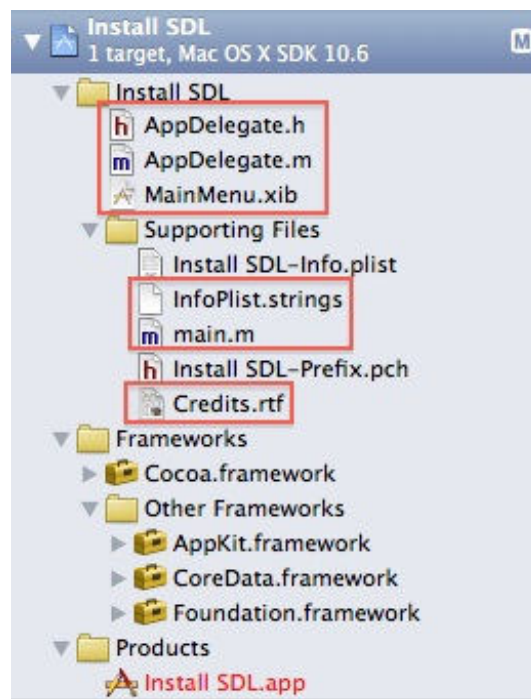 Install SDL
M
1 target, Mac OS X SDK 10.6
Install SDL
h AppDelegate.h
m AppDelegate.m
MainMenu.xib
Supporting Files
Install SDL-Info.plist
InfoPlist.strings
m main.m
h Install SDL-Prefix.pch
Credits.rtf
Frameworks
Cocoa.framework
Other Frameworks
AppKit.framework
CoreData.framework
Foundation.framework
Products
Install SDL.app